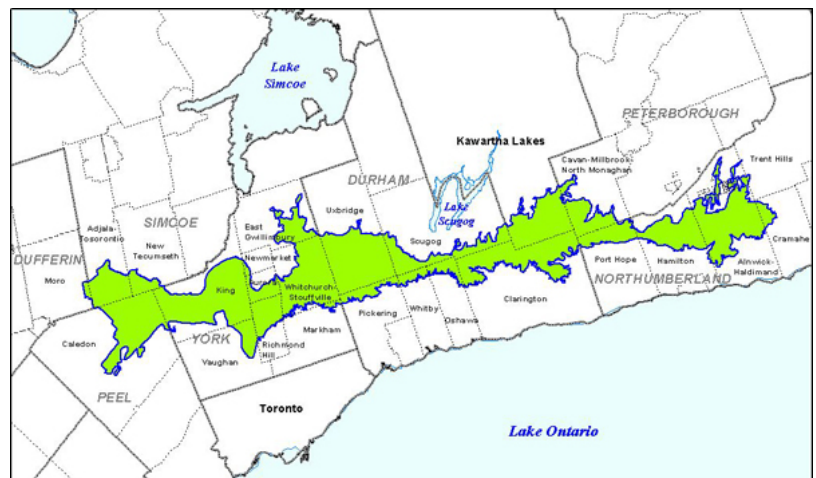 Lake
Simcoe
PETERBOROUGH
Kawartha Lakes
Cavan-Millbrook-
North Monaghan
Trent Hills
DURHAM
Uxbridge
Lake
Scugog
SIMCOE
Adjala-
Tosorontio
New
Tecumseth
East
Gwillimbury
Newmarket
Scugog
Cramahe
DUFFERIN
Mono
King
Aurora
Whitchurch-
Stouffville
Port Hope
Hamilton
Alnwick-
Haldimand
NORTHUMBERLAND
Clarington
Pickering
Whitby
Oshawa
Markham
Richmond
Hill
YORK
Vaughan
Caledon
PEEL
Toronto
Lake Ontario